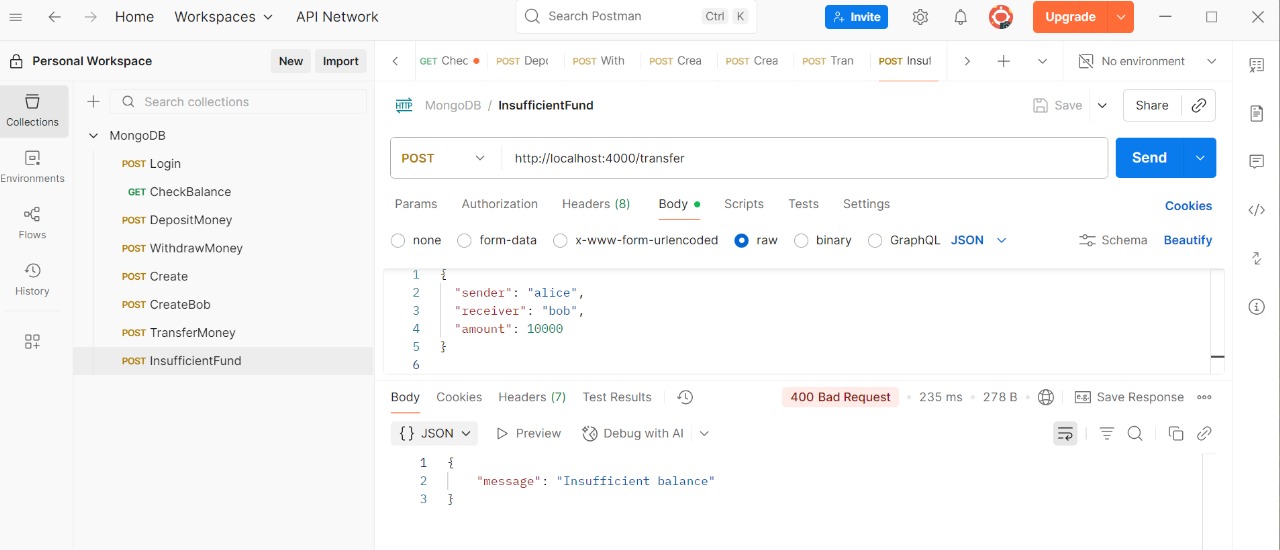 Home Workspaces API Network Search Postman Ctrl K Invite Upgrade
Personal Workspace New Import
GET Chec POST Depo POST With POST Crea POST Crea POST Tran POST Insuf No environment
Collections
Environments
Flows
History
Search collections
MongoDB
POST Login
GET CheckBalance
POST DepositMoney
POST WithdrawMoney
POST Create
POST CreateBob
POST TransferMoney
POST InsufficientFund
HTTP MongoDB / InsufficientFund Save Share
POST http://localhost:4000/transfer Send
Params Authorization Headers (8) Body Scripts Tests Settings Cookies
none form-data x-www-form-urlencoded raw binary GraphQL JSON Schema Beautify
1 {
2 "sender": "alice",
3 "receiver": "bob",
4 "amount": 10000
5 }
6
Body Cookies Headers (7) Test Results 400 Bad Request • 235 ms • 278 B • e.g. Save Response
{} JSON Preview Debug with AI
1 {
2 "message": "Insufficient balance"
3 }